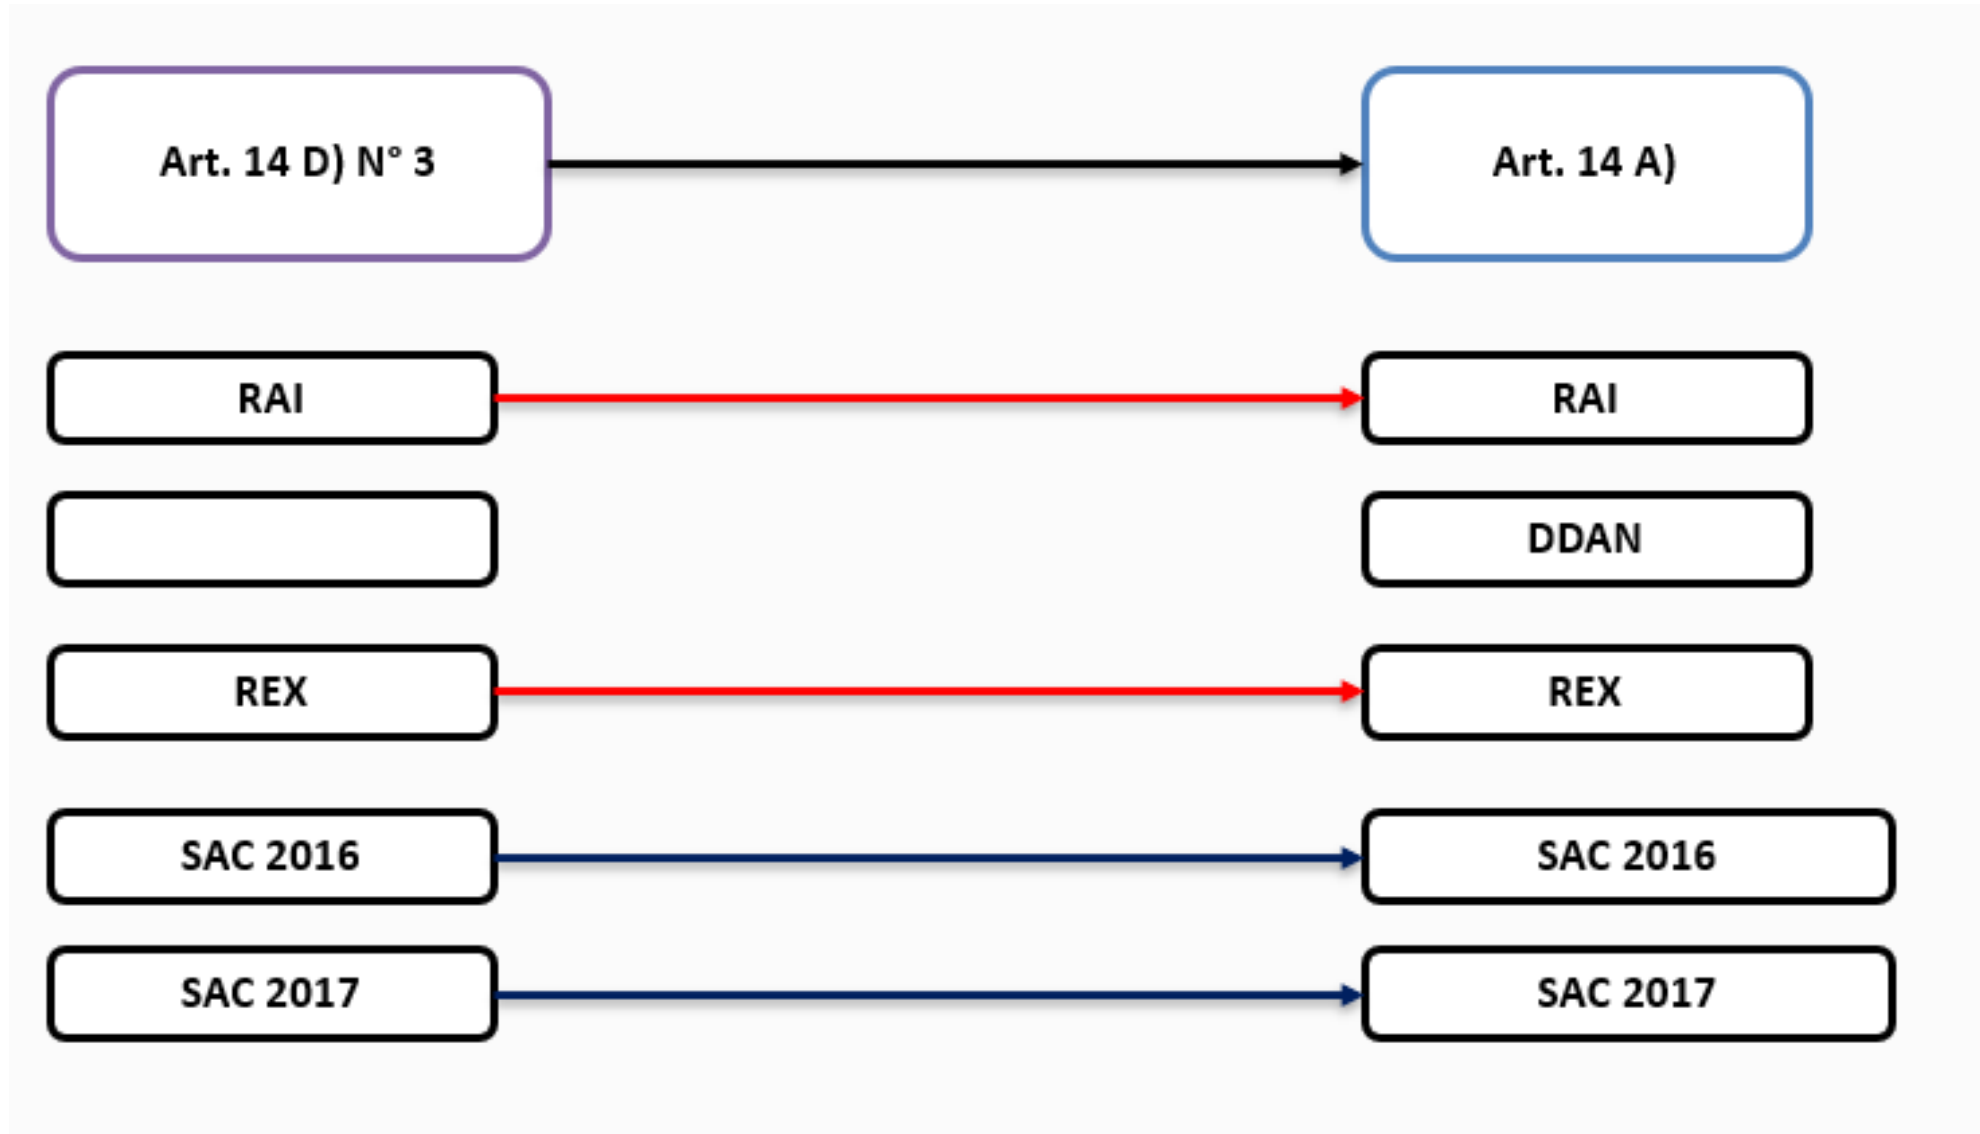 Art. 14 D) N° 3
Art. 14 A)
RAI
RAI
DDAN
REX
REX
SAC 2016
SAC 2016
SAC 2017
SAC 2017